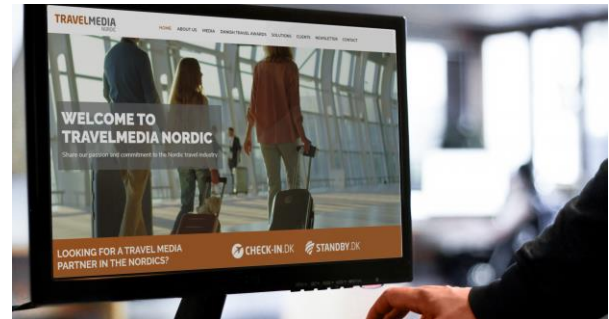 TRAVELMEDIA
NORDIC
HOME ABOUT US MEDIA DANISH TRAVEL AWARDS SOLUTIONS CLIENTS NEWSLETTER CONTACT
WELCOME TO
TRAVELMEDIA NORDIC
Share our passion and commitment to the Nordic travel industry
LOOKING FOR A TRAVEL MEDIA
PARTNER IN THE NORDICS?
CHECK-IN.DK STANDBY.DK